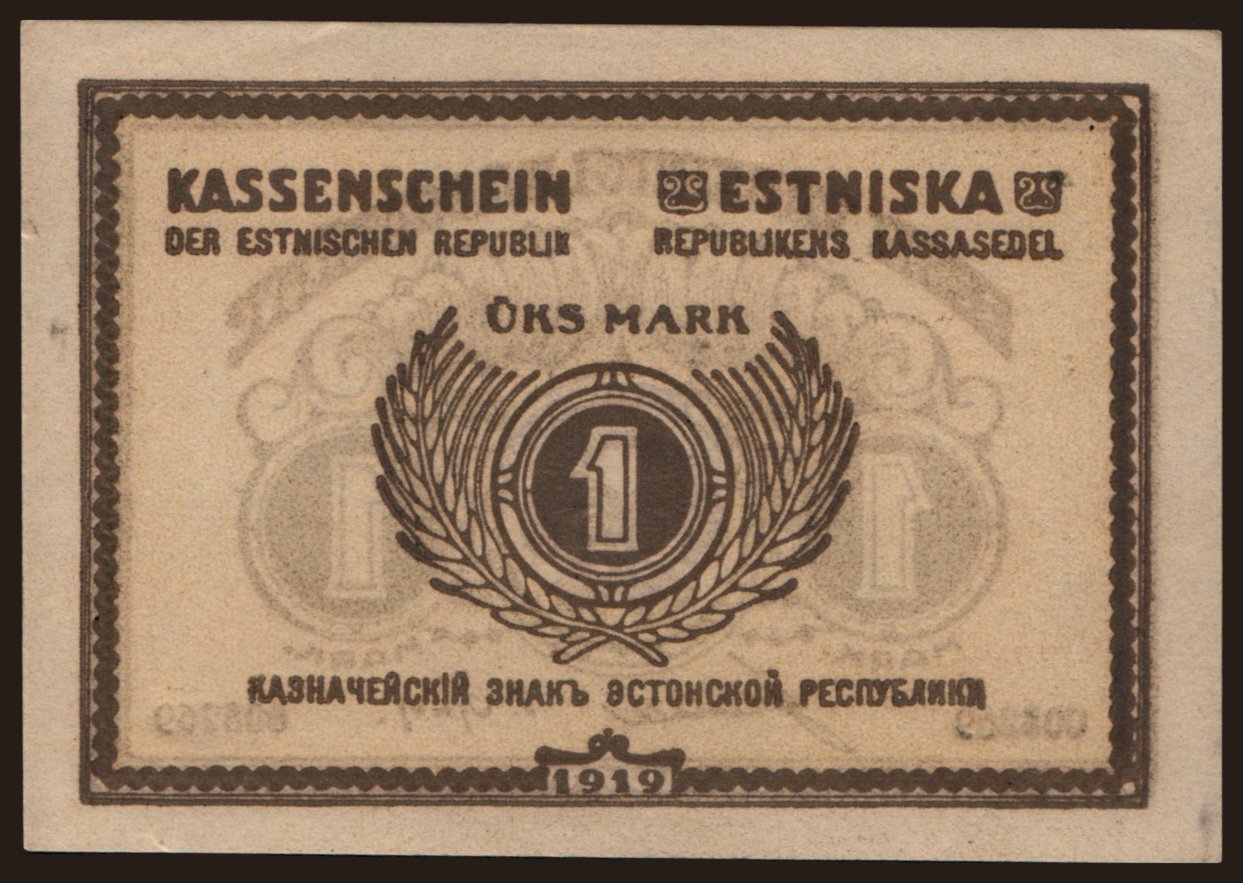 KASSENSCHEIN
DER ESTNISCHEN REPUBLIK
ESTNISKA
REPUBLIKENS KASSASEDEL
ÜKS MARK
1
КАЗНАЧЕЙСКІЙ ЗНАКЪ ЭСТОНСКОЙ РЕСПУБЛИКИ
1919